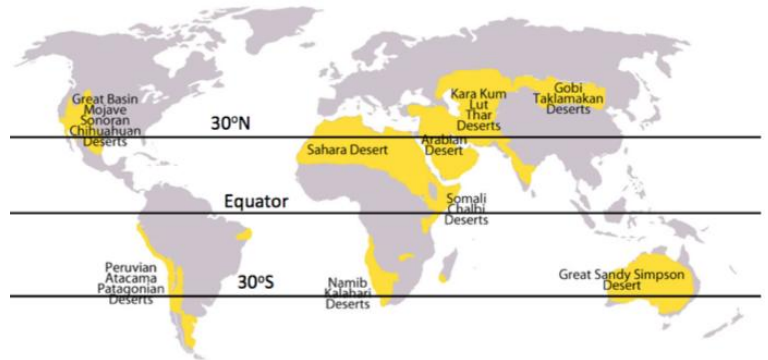 Great Basin
Mojave
Sonoran
Chihuahuan
Deserts
30°N
Sahara Desert
Arabian
Desert
Kara Kum
Lut
Thar
Deserts
Gobi
Taklamakan
Deserts
Equator
Somali
Chalbi
Deserts
Peruvian
Atacama
Patagonian
Deserts
30°S
Namib
Kalahari
Deserts
Great Sandy Simpson
Desert